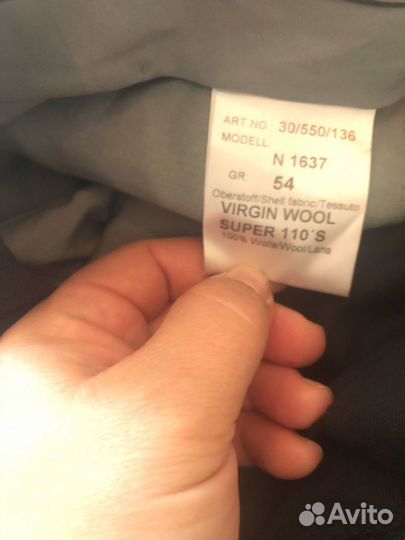 ART NO.: 30/550/136
MODELL:
N 1637
GR: 54
Oberstoff/Shell fabric/Tessuto
VIRGIN WOOL
SUPER 110´S
100% Wolle/Wool/Lana
Avito